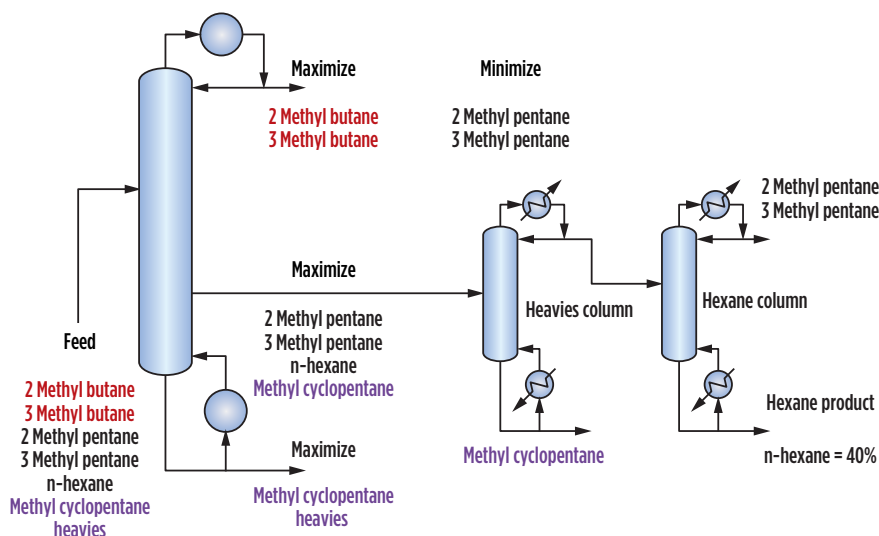 Maximize
2 Methyl butane
3 Methyl butane
Minimize
2 Methyl pentane
3 Methyl pentane
2 Methyl pentane
3 Methyl pentane
Maximize
2 Methyl pentane
3 Methyl pentane
n-hexane
Methyl cyclopentane
Heavies column
Hexane column
Feed
2 Methyl butane
3 Methyl butane
2 Methyl pentane
3 Methyl pentane
n-hexane
Methyl cyclopentane
heavies
Maximize
Methyl cyclopentane
heavies
Methyl cyclopentane
Hexane product
n-hexane = 40%